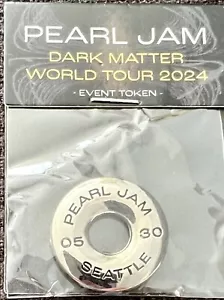 PEARL JAM
DARK MATTER
WORLD TOUR 2024
- EVENT TOKEN -
PEARL JAM
05 30
SEATTLE